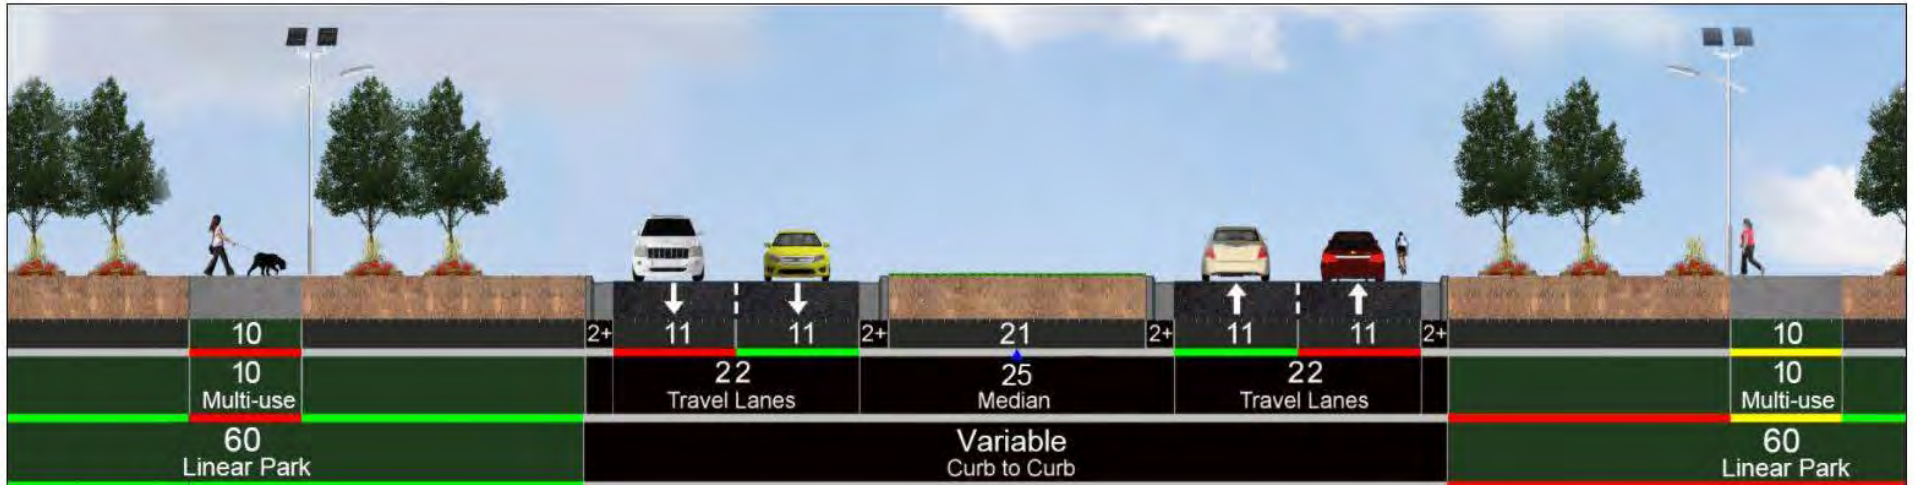 10 2+ 11 11 2+ 21 2+ 11 11 2+ 10
10 22 25 22 10
Multi-use Travel Lanes Median Travel Lanes Multi-use
60 Variable 60
Linear Park Curb to Curb Linear Park